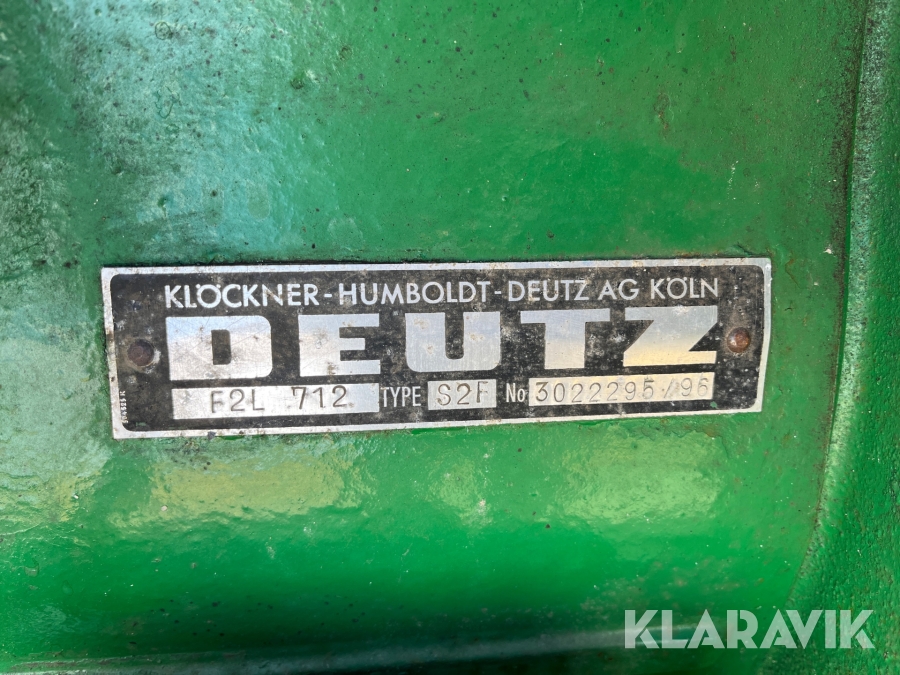 KLÖCKNER-HUMBOLDT-DEUTZ AG KÖLN
DEUTZ
F2L 712 TYPE S2F No 3022295/96
KLARAVIK